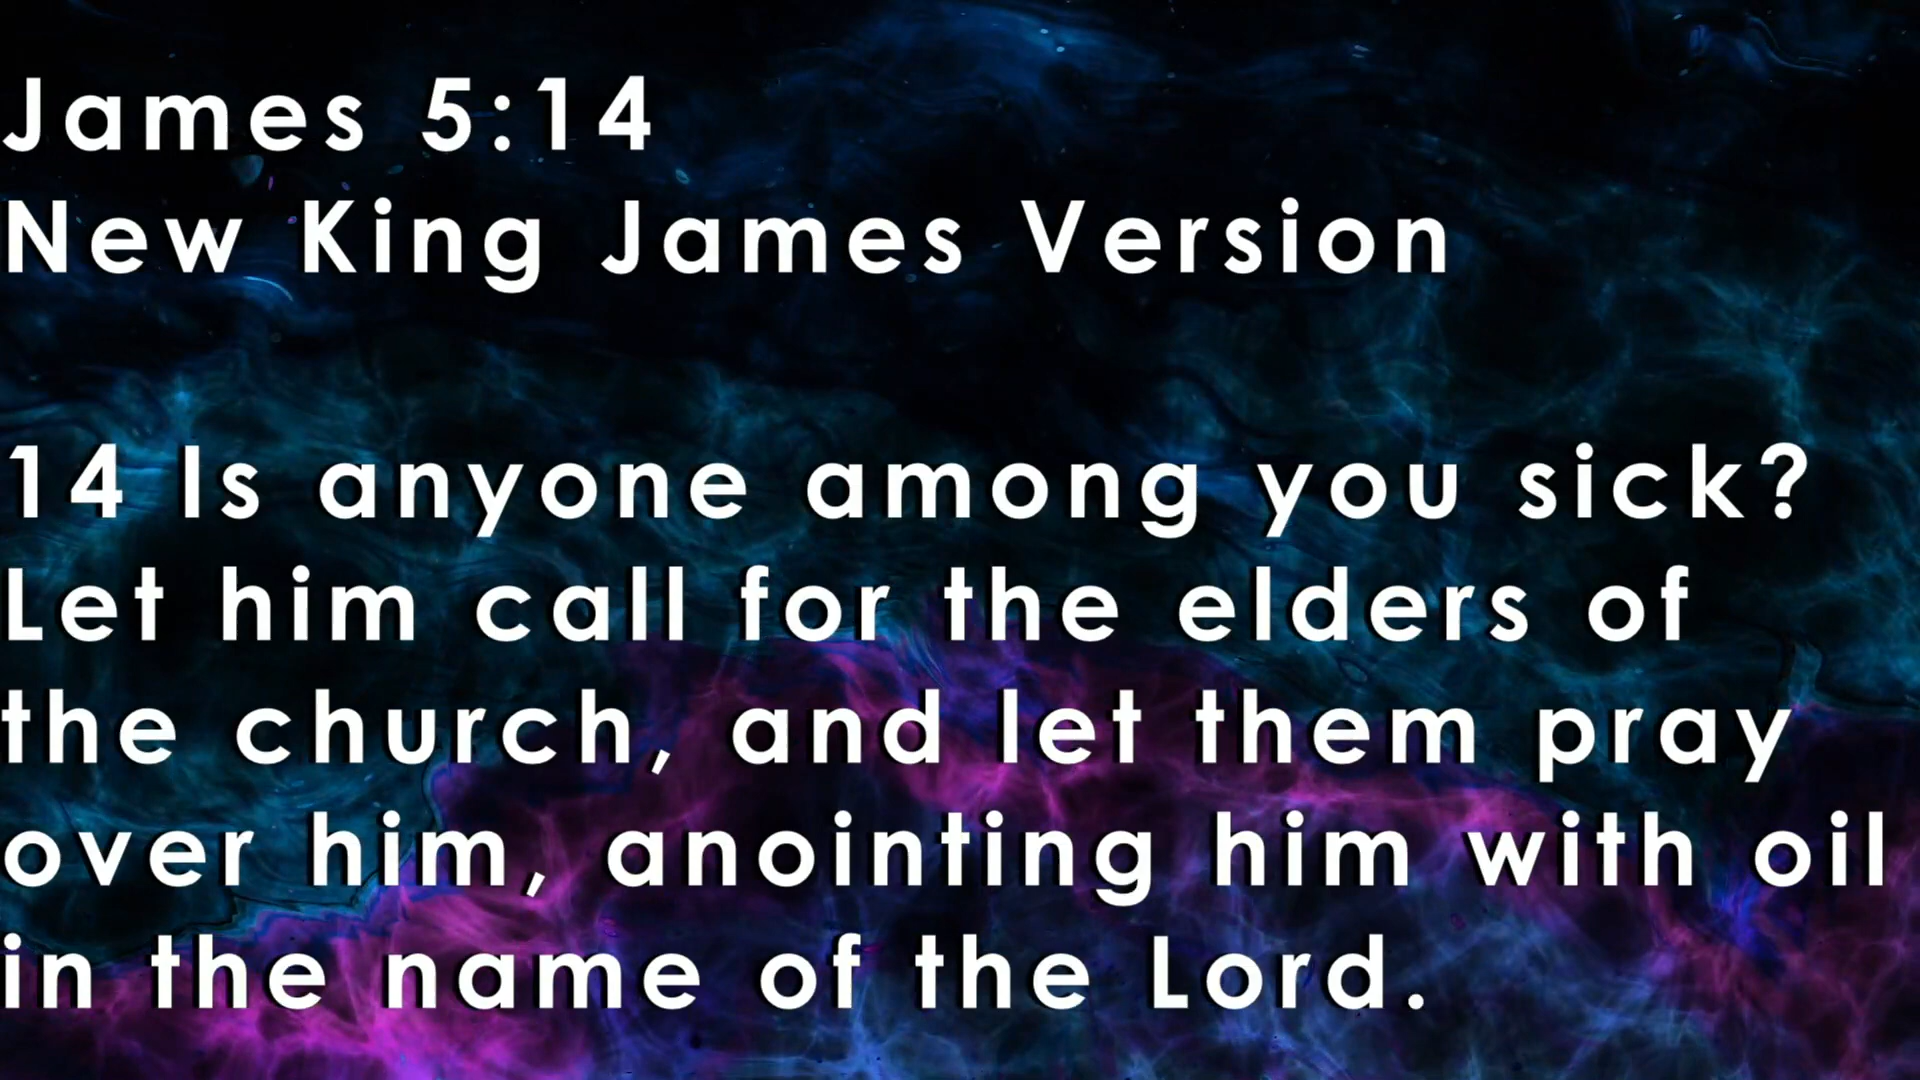 James 5:14
New King James Version
14 Is anyone among you sick?
Let him call for the elders of
the church, and let them pray
over him, anointing him with oil
in the name of the Lord.